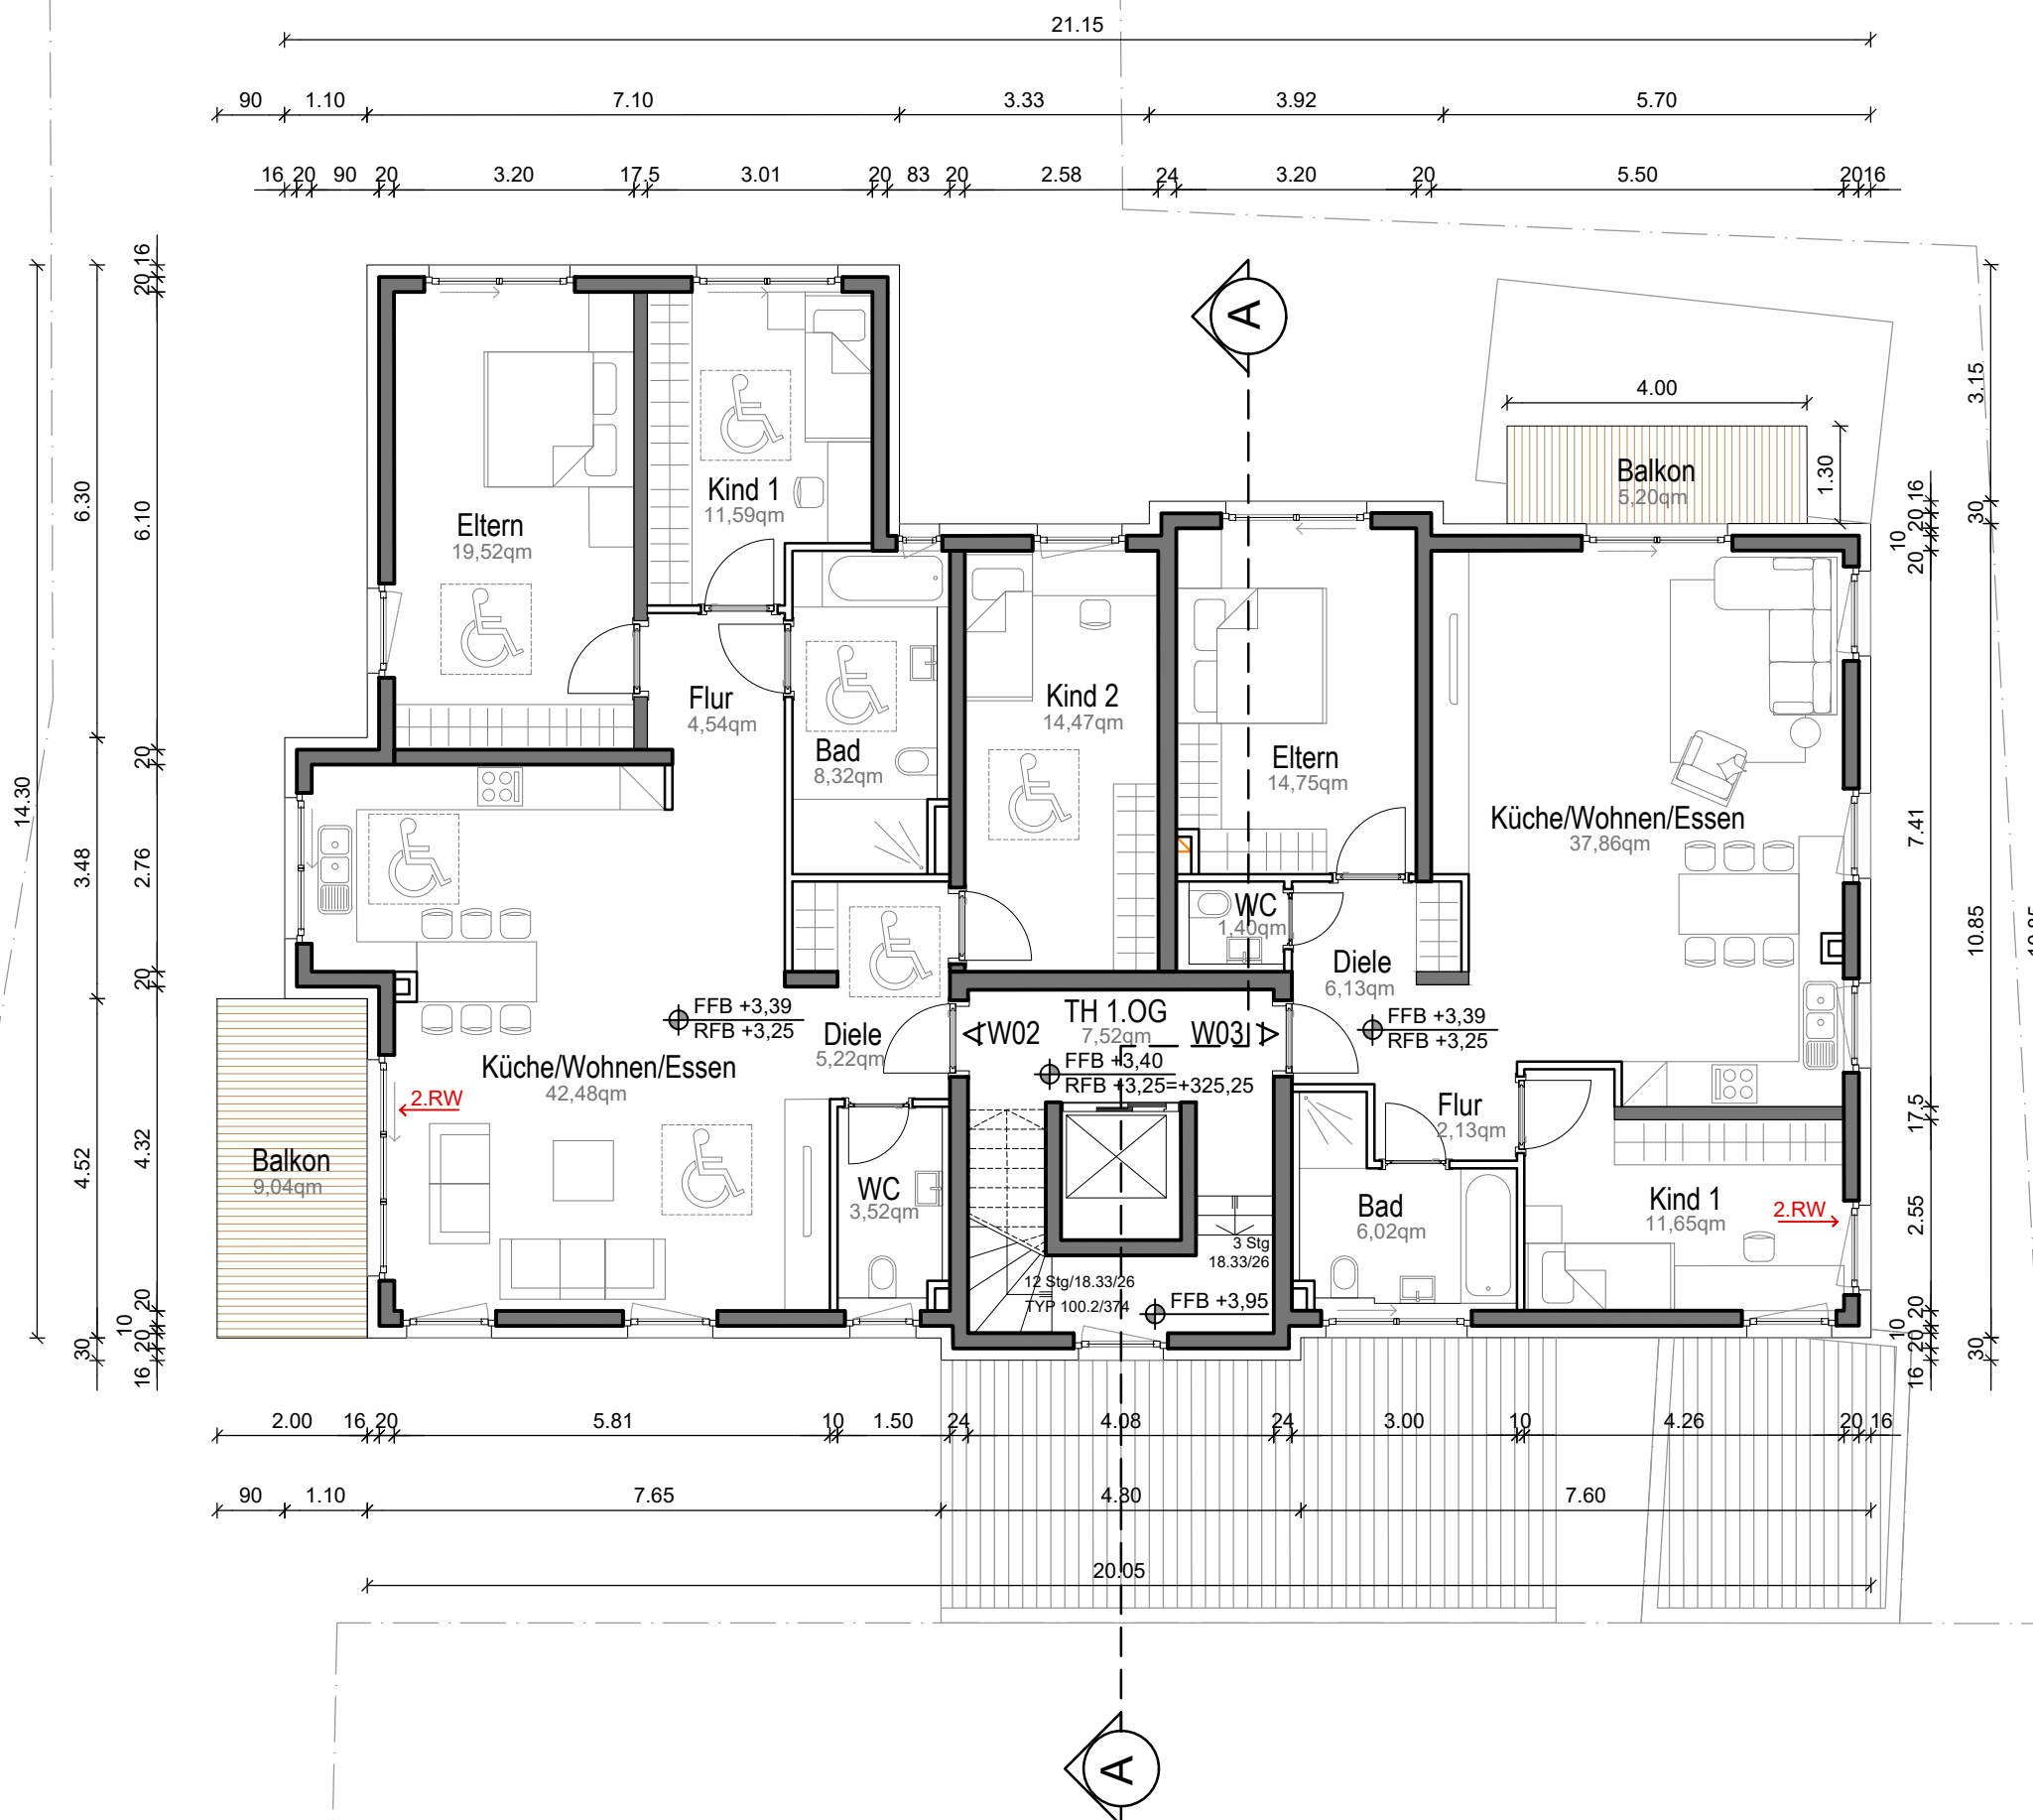 21.15
90 1.10 7.10 3.33 3.92 5.70
16 20 90 20 3.20 17.5 3.01 20 83 20 2.58 24 3.20 20 5.50 20 16
A
14.30
6.30 3.48 4.52 30
16 20 6.10 20 2.76 20 4.32 20 10 20 16
Eltern
19,52qm
Kind 1
11,59qm
Flur
4,54qm
Bad
8,32qm
Kind 2
14,47qm
Eltern
14,75qm
4.00
1.30
Balkon
5,20qm
Küche/Wohnen/Essen
37,86qm
WC
1,40qm
Diele
6,13qm
FFB +3,39
RFB +3,25
FFB +3,39
RFB +3,25
TH 1.OG
7,52qm
W02
W03
FFB +3,40
RFB +3,25=+325,25
Diele
5,22qm
Küche/Wohnen/Essen
42,48qm
2.RW
Balkon
9,04qm
WC
3,52qm
Flur
2,13qm
Bad
6,02qm
Kind 1
11,65qm
2.RW
3 Stg
18.33/26
12 Stg/18.33/26
TYP 100.2/374
FFB +3,95
16 20 10 20 7.41 17.5 2.55 20 10 20 16
3.15 30 10.85 30
2.00 16 20 5.81 10 1.50 24 4.08 24 3.00 10 4.26 20 16
90 1.10 7.65 4.80 7.60
20.05
A